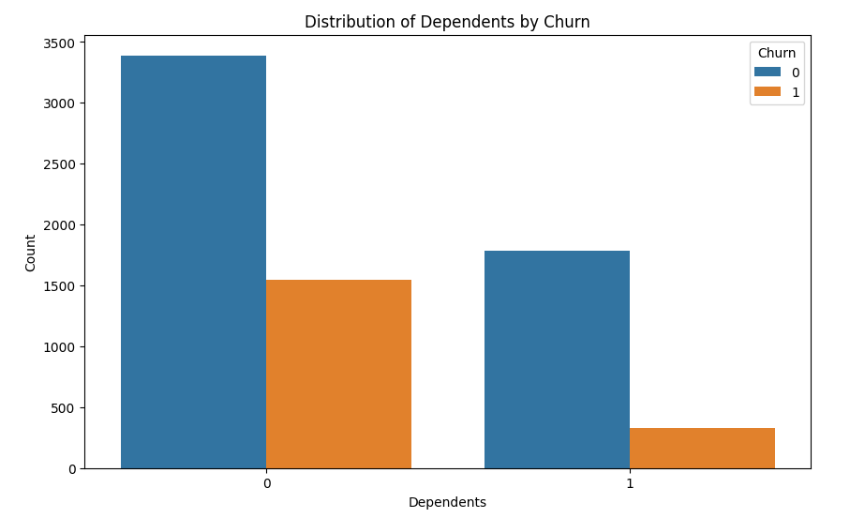 Distribution of Dependents by Churn
Churn
0
1
3500
3000
2500
2000
1500
1000
500
0
Count
0 1
Dependents